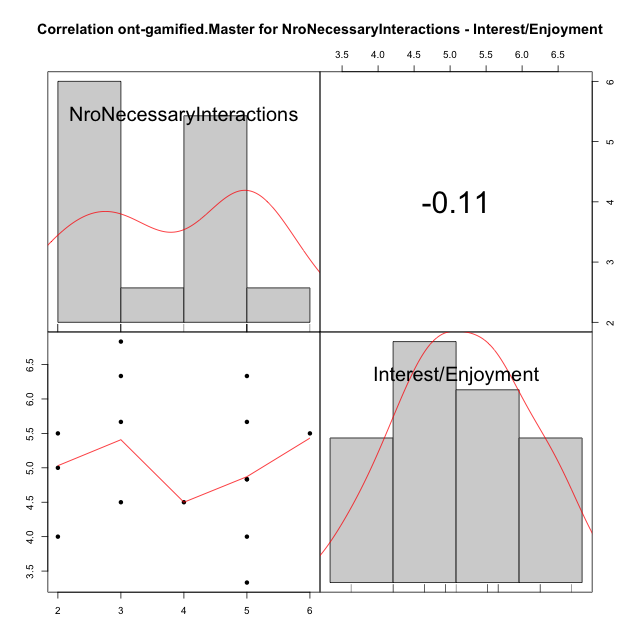 Correlation ont-gamified.Master for NroNecessaryInteractions - Interest/Enjoyment
3.5 4.0 4.5 5.0 5.5 6.0 6.5
NroNecessaryInteractions
-0.11
6
5
4
3
2
Interest/Enjoyment
6.5
6.0
5.5
5.0
4.5
4.0
3.5
2 3 4 5 6